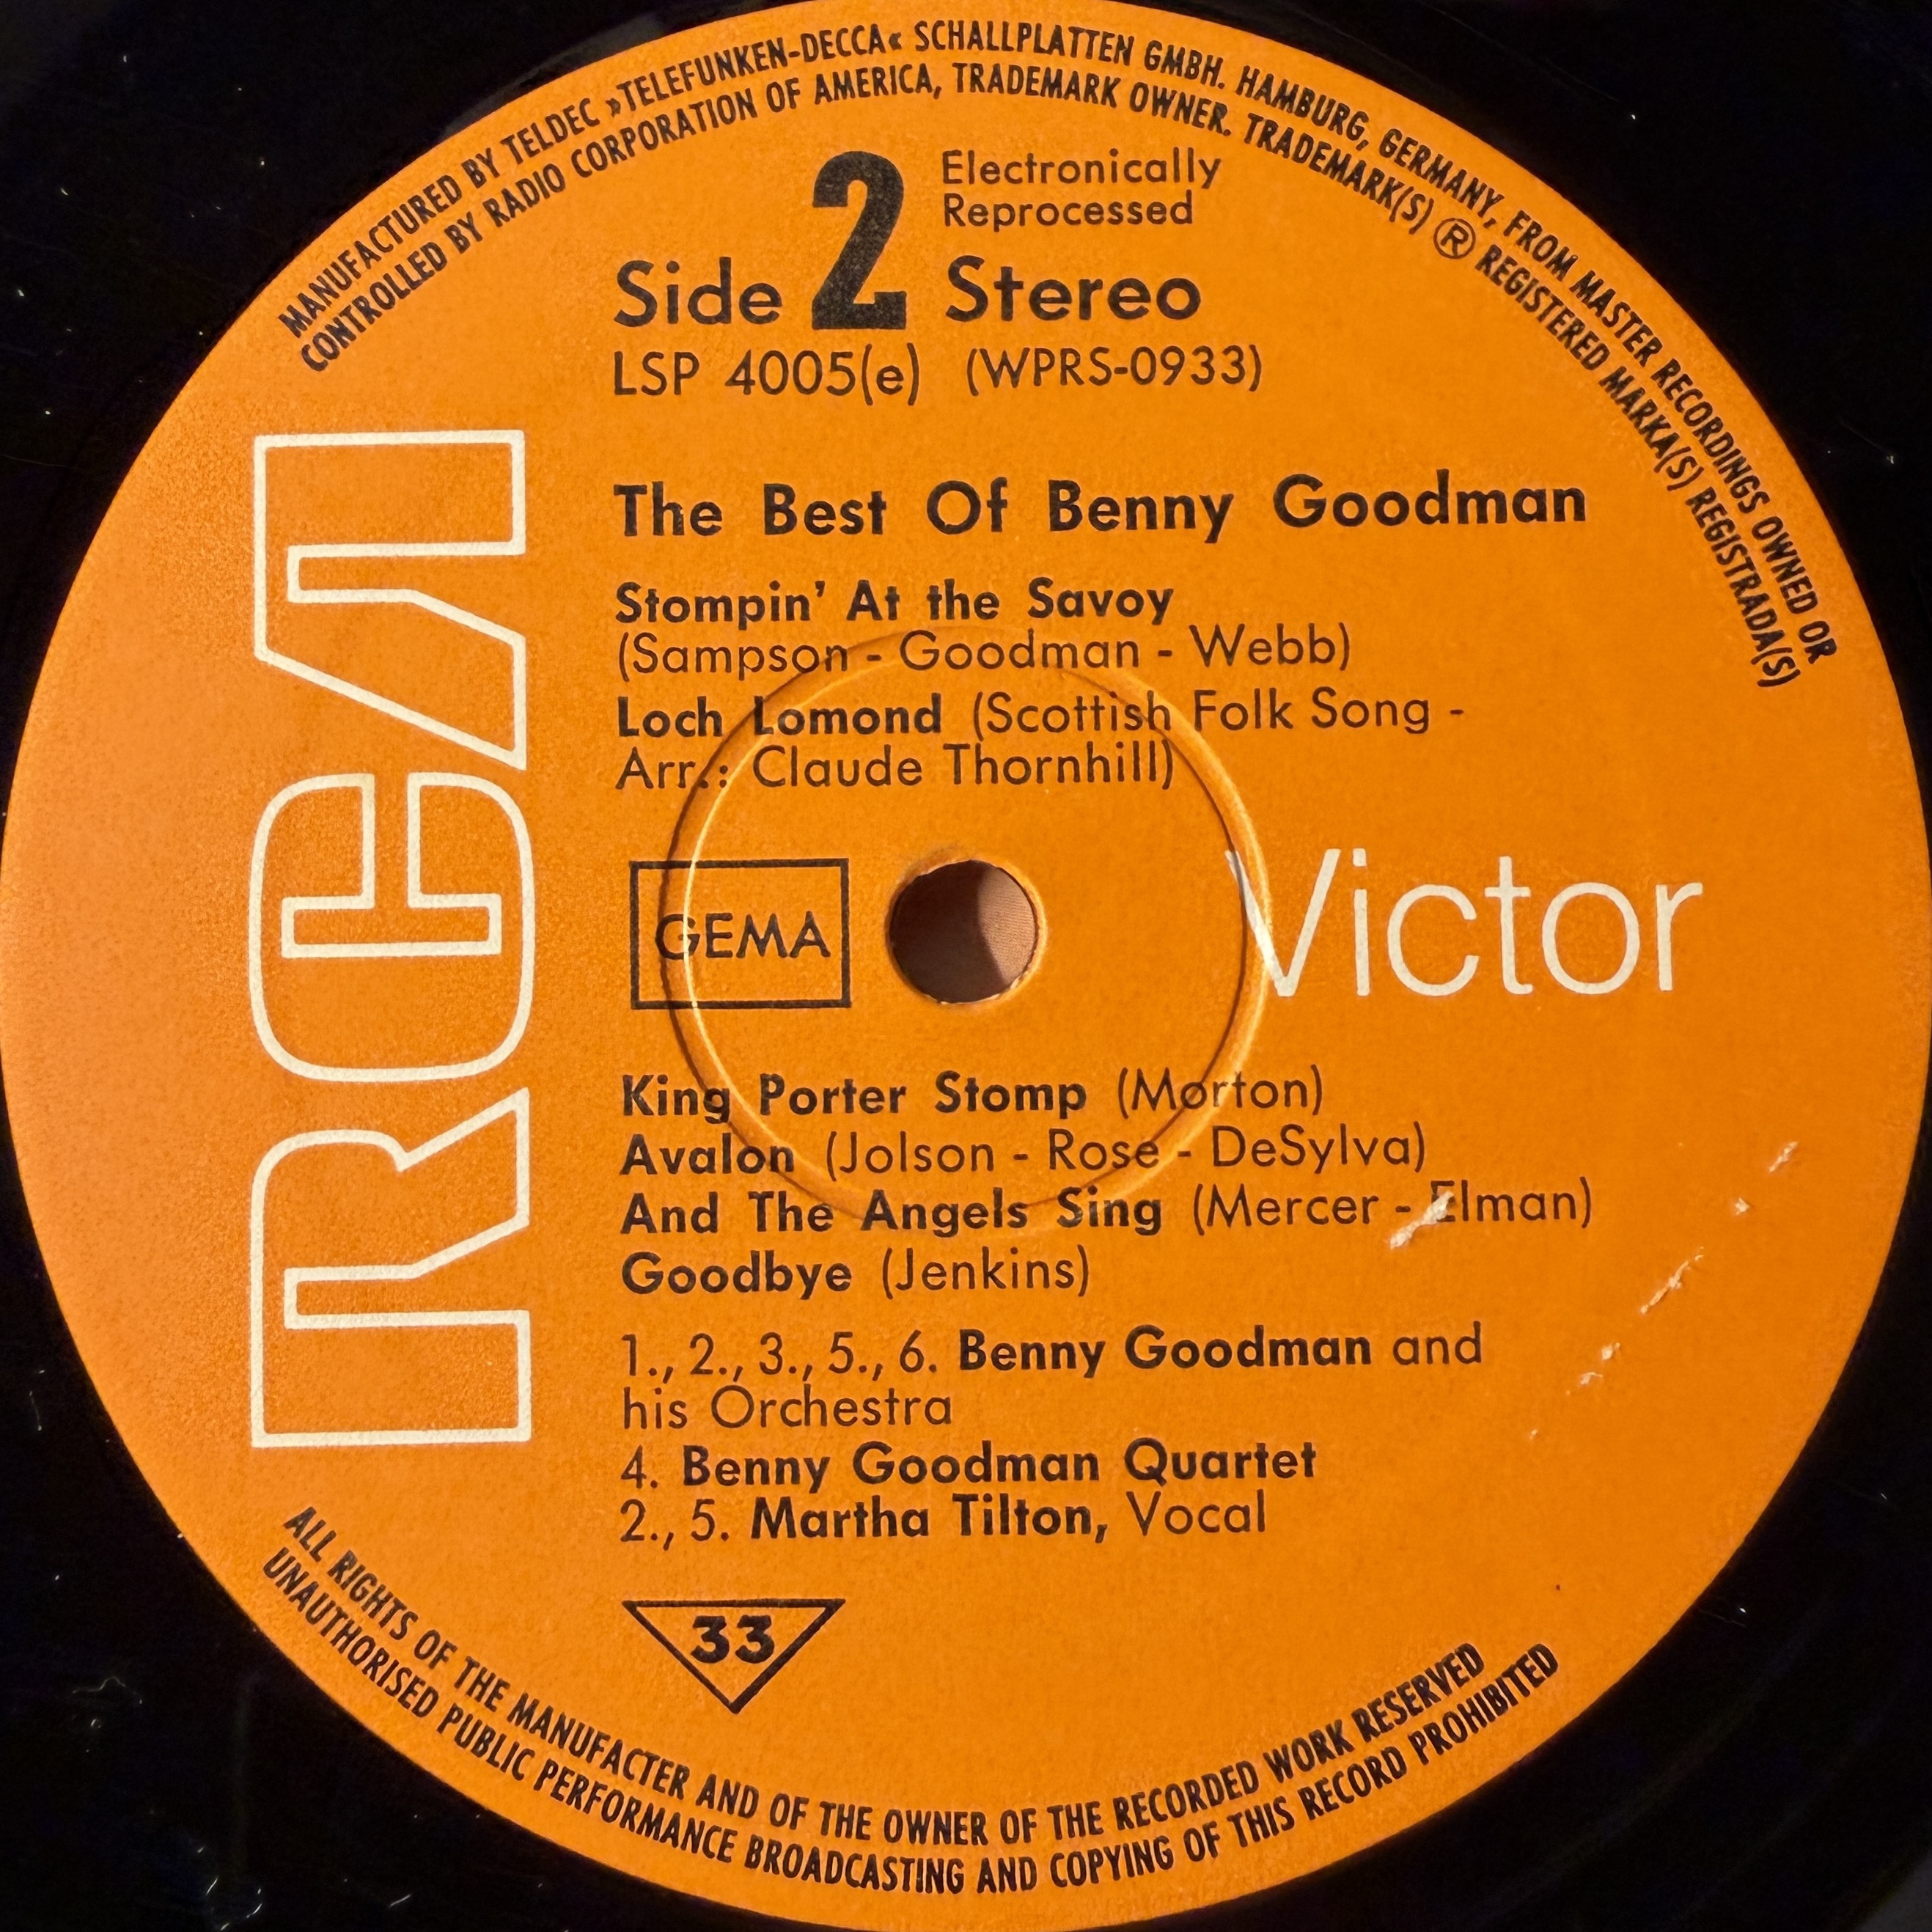 MANUFACTURED BY TELDEC »TELEFUNKEN-DECCA« SCHALLPLATTEN GMBH. HAMBURG, GERMANY, FROM MASTER RECORDINGS OWNED OR
CONTROLLED BY RADIO CORPORATION OF AMERICA, TRADEMARK OWNER. TRADEMARK(S) ® REGISTERED MARKA(S) REGISTRADA(S)
Electronically
Reprocessed
Side 2 Stereo
LSP 4005(e) (WPRS-0933)
RCA
The Best Of Benny Goodman
Stompin' At the Savoy
(Sampson - Goodman - Webb)
Loch Lomond (Scottish Folk Song -
Arr.: Claude Thornhill)
GEMA
Victor
King Porter Stomp (Morton)
Avalon (Jolson - Rose - DeSylva)
And The Angels Sing (Mercer - Elman)
Goodbye (Jenkins)
1., 2., 3., 5., 6. Benny Goodman and
his Orchestra
4. Benny Goodman Quartet
2., 5. Martha Tilton, Vocal
33
ALL RIGHTS OF THE MANUFACTER AND OF THE OWNER OF THE RECORDED WORK RESERVED
UNAUTHORISED PUBLIC PERFORMANCE BROADCASTING AND COPYING OF THIS RECORD PROHIBITED